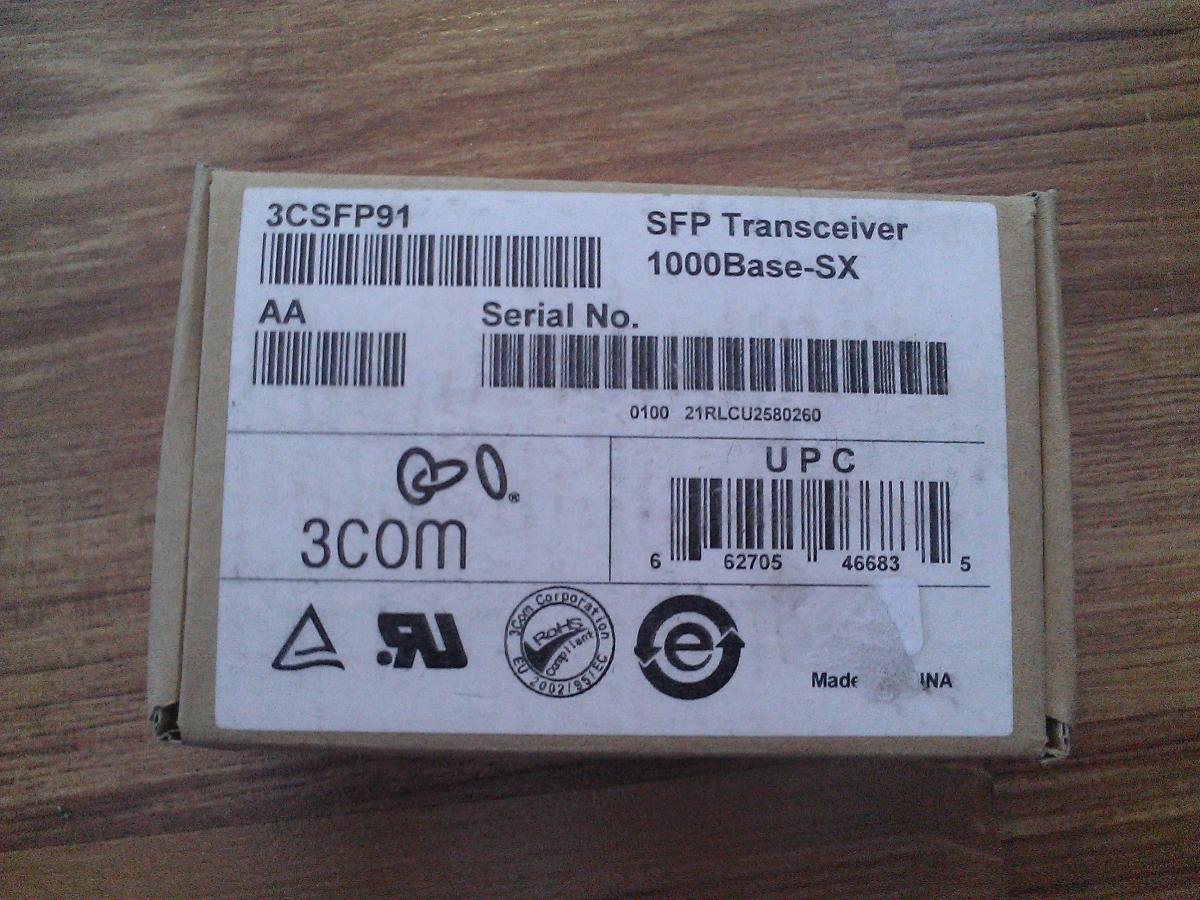 3CSFP91
SFP Transceiver
1000Base-SX
AA
Serial No.
0100 21RLCU2580260
®
3COM
UPC
6 62705 46683 5
3Com Corporation
RoHS
Compliant
EU 2002/95/EC
e
Made